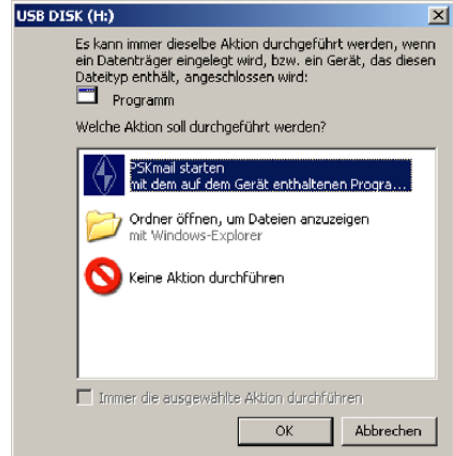 USB DISK (H:)
Es kann immer dieselbe Aktion durchgeführt werden, wenn
ein Datenträger eingelegt wird, bzw. ein Gerät, das diesen
Dateityp enthält, angeschlossen wird:
Programm
Welche Aktion soll durchgeführt werden?
PSKmail starten
mit dem auf dem Gerät enthaltenen Progra...
Ordner öffnen, um Dateien anzuzeigen
mit Windows-Explorer
Keine Aktion durchführen
Immer die ausgewählte Aktion durchführen
OK Abbrechen